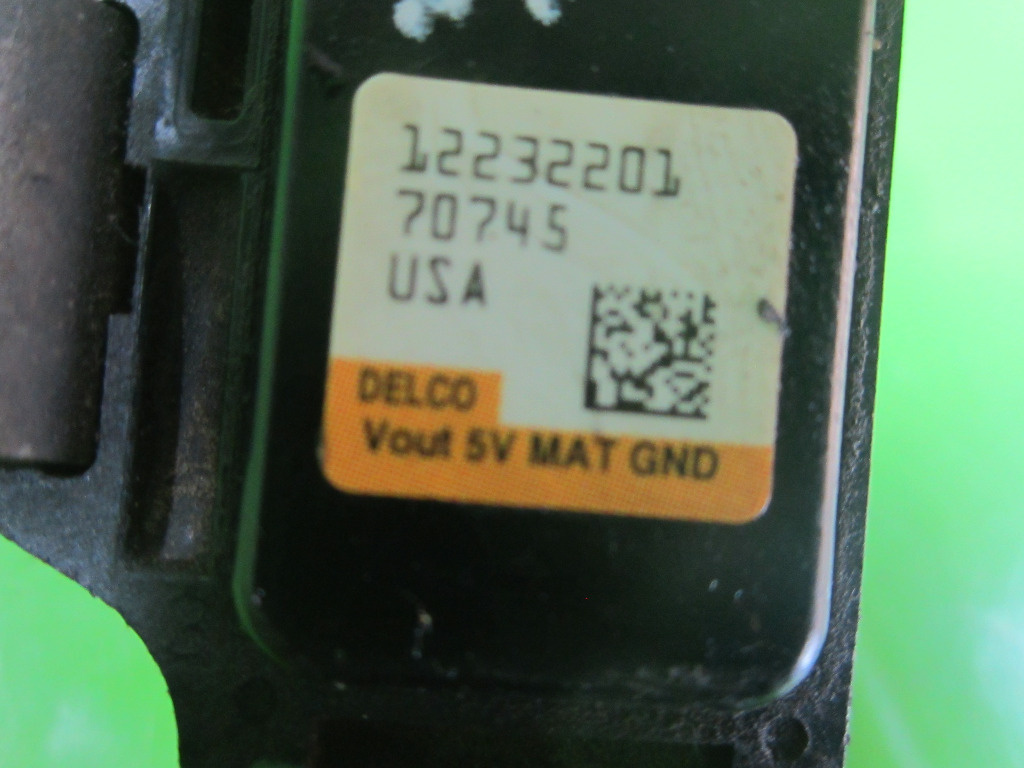 12232201
70745
USA
DELCO
Vout 5V MAT GND